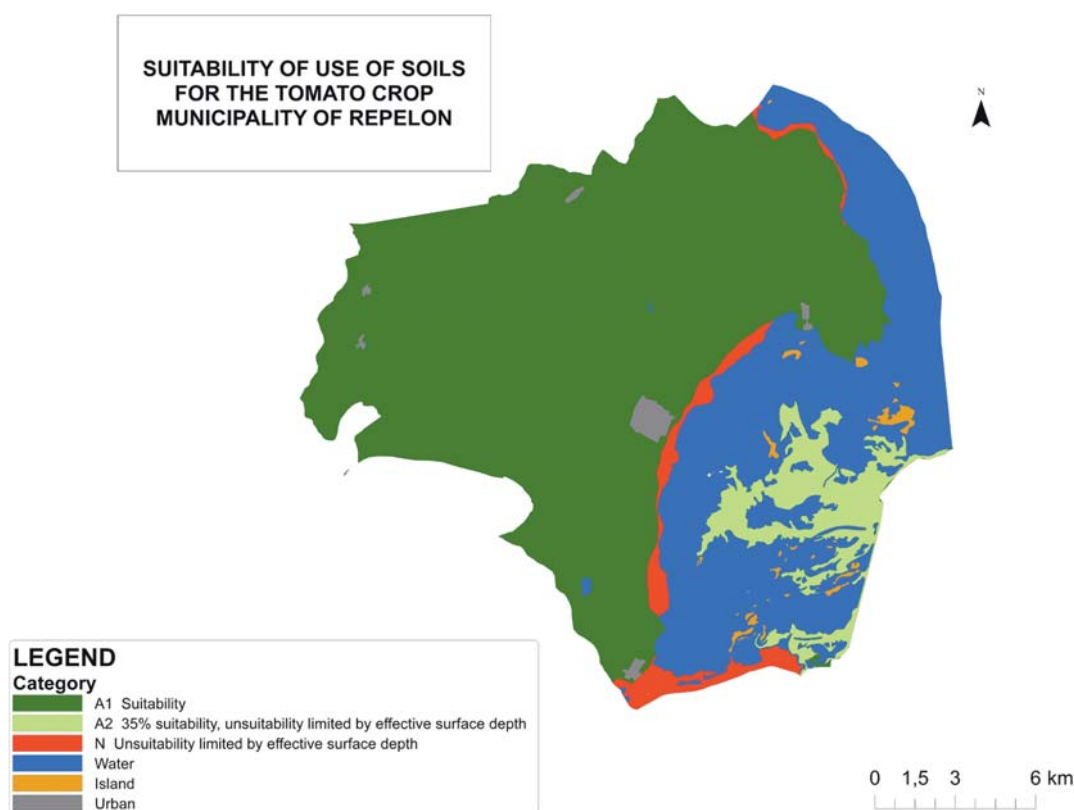 SUITABILITY OF USE OF SOILS
FOR THE TOMATO CROP
MUNICIPALITY OF REPELON
N
LEGEND
Category
A1 Suitability
A2 35% suitability, unsuitability limited by effective surface depth
N Unsuitability limited by effective surface depth
Water
Island
Urban
0 1,5 3 6 km